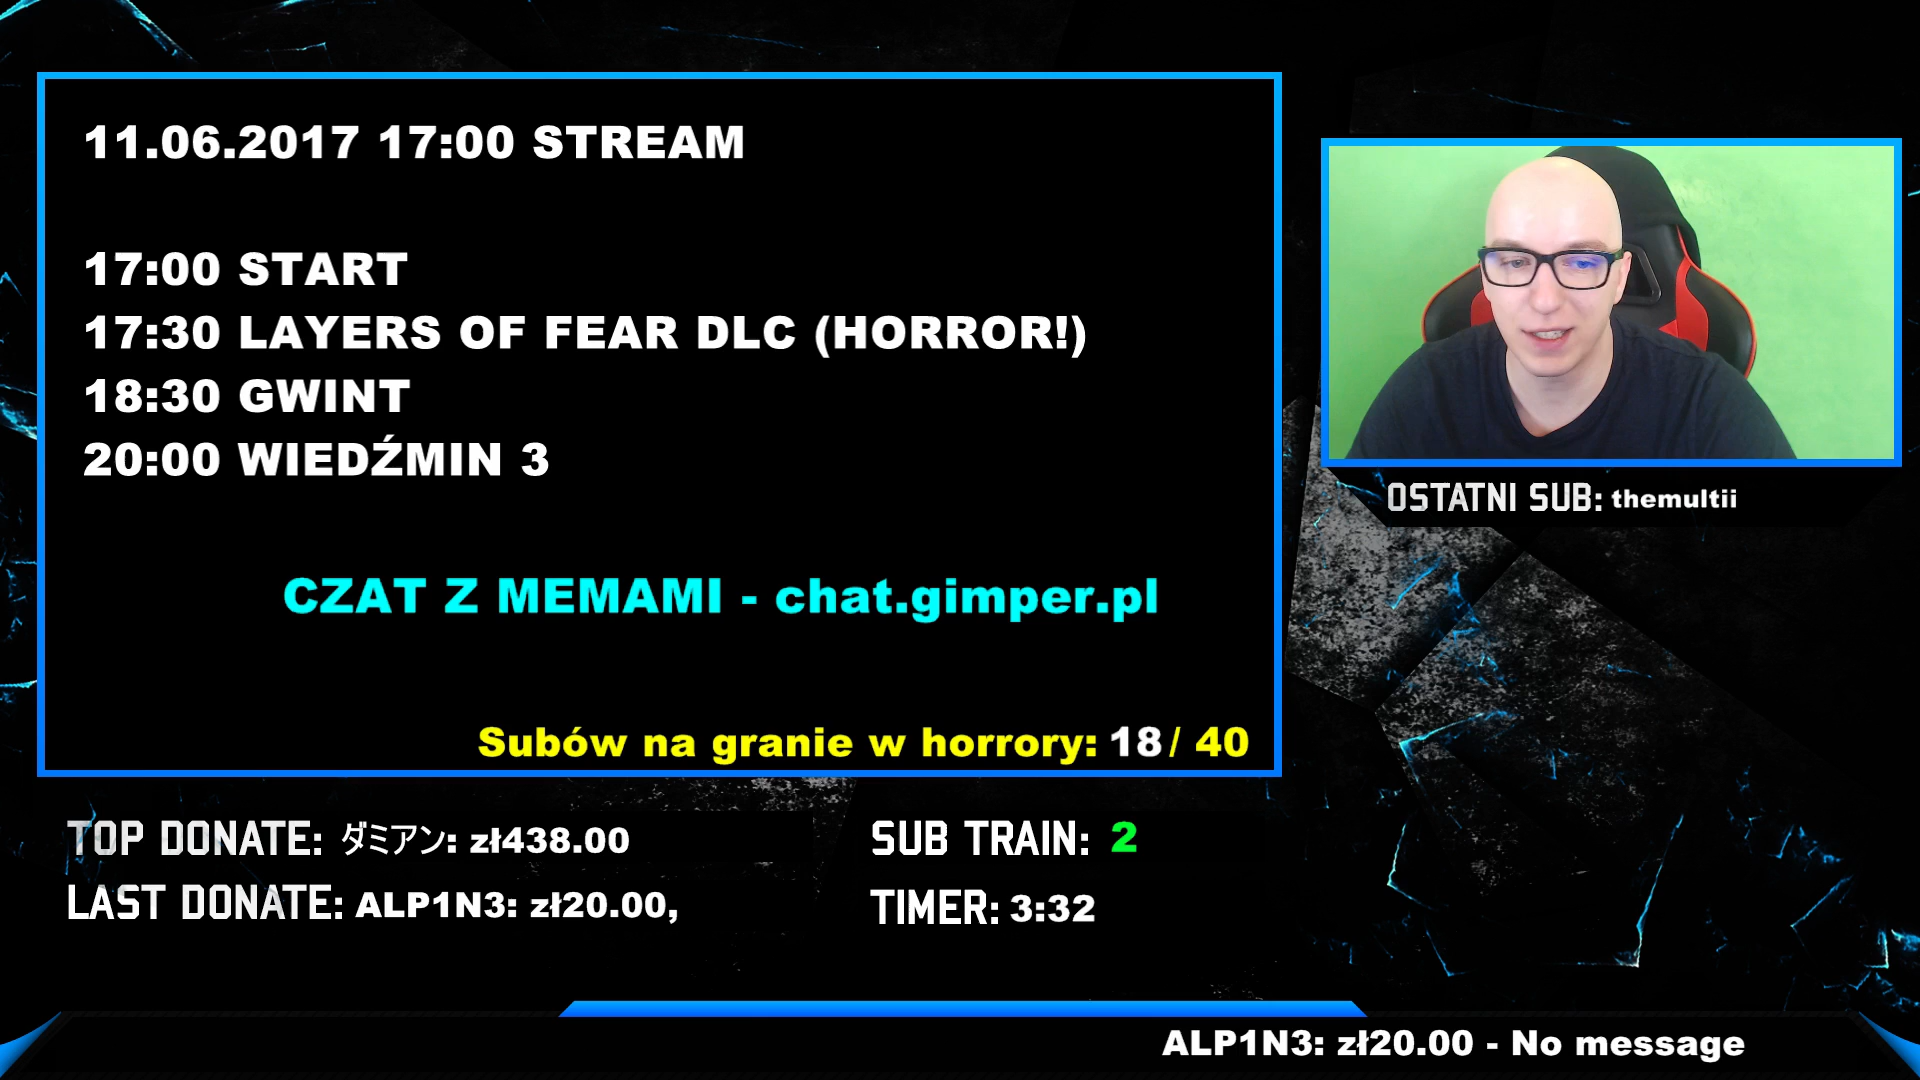 11.06.2017 17:00 STREAM
17:00 START
17:30 LAYERS OF FEAR DLC (HORROR!)
18:30 GWINT
20:00 WIEDŹMIN 3
CZAT Z MEMAMI - chat.gimper.pl
Subów na granie w horrory: 18/ 40
OSTATNI SUB: themultii
TOP DONATE: ダミアン: zł438.00
LAST DONATE: ALP1N3: zł20.00,
SUB TRAIN: 2
TIMER: 3:32
ALP1N3: zł20.00 - No message